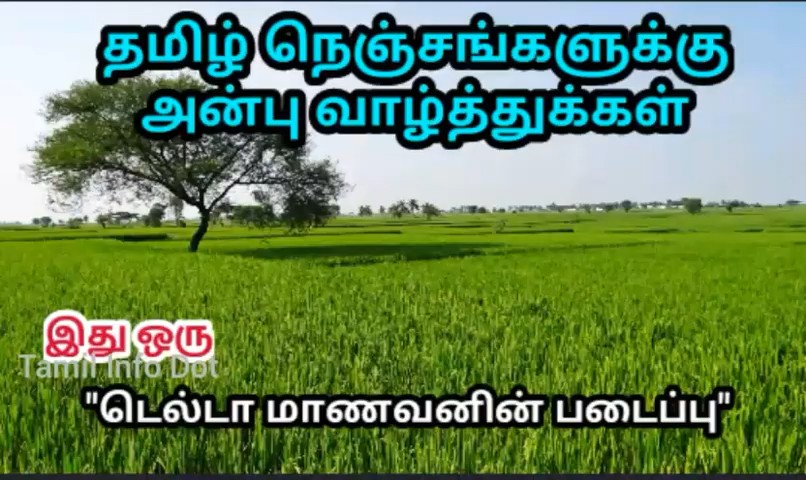 தமிழ் நெஞ்சங்களுக்கு
அன்பு வாழ்த்துக்கள்
இது ஒரு
Tamil Info Dot
"டெல்டா மாணவனின் படைப்பு"